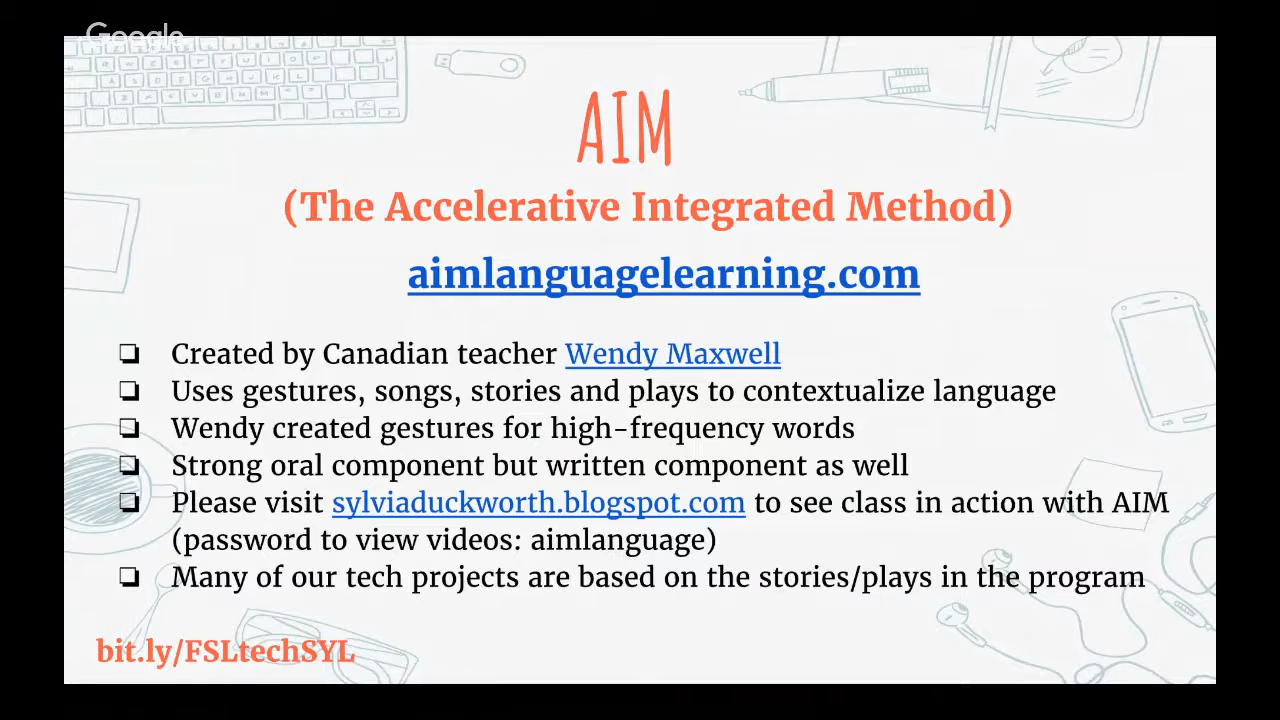 Google
AIM
(The Accelerative Integrated Method)
aimlanguagelearning.com
❏ Created by Canadian teacher Wendy Maxwell
❏ Uses gestures, songs, stories and plays to contextualize language
❏ Wendy created gestures for high-frequency words
❏ Strong oral component but written component as well
❏ Please visit sylviaduckworth.blogspot.com to see class in action with AIM
(password to view videos: aimlanguage)
❏ Many of our tech projects are based on the stories/plays in the program
bit.ly/FSLtechSYL